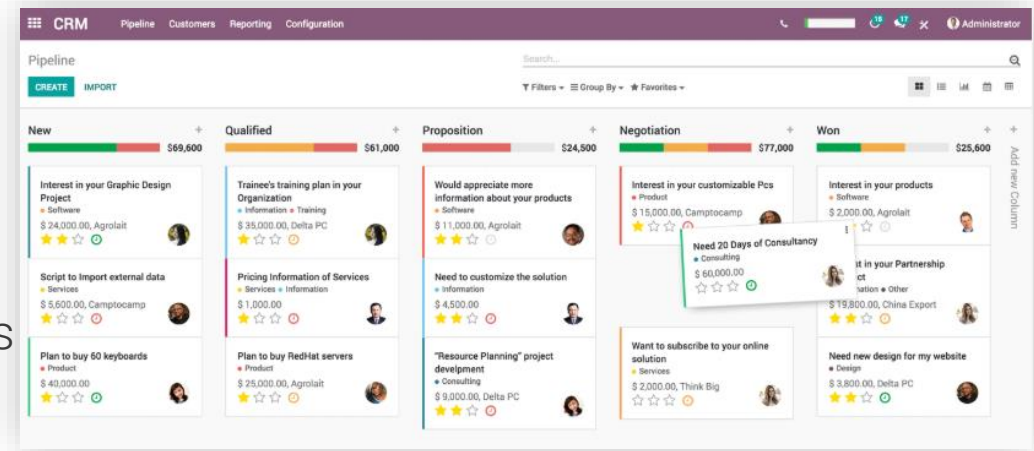 CRM Pipeline Customers Reporting Configuration 18 17 Administrator
Pipeline
Search...
CREATE IMPORT
Filters Group By Favorites
New
$69,600
Interest in your Graphic Design
Project
Software
$ 24,000.00, Agrolait
Script to Import external data
Services
$ 5,600.00, Camptocamp
Plan to buy 60 keyboards
Product
$ 40,000.00
Qualified
$61,000
Trainee's training plan in your
Organization
Information Training
$ 35,000.00, Delta PC
Pricing Information of Services
Services Information
$ 1,000.00
Plan to buy RedHat servers
Product
$ 25,000.00, Agrolait
Proposition
$24,500
Would appreciate more
information about your products
Software
$ 11,000.00, Agrolait
Need to customize the solution
Information
$ 4,500.00
"Resource Planning" project
develpment
Consulting
$ 9,000.00, Delta PC
Negotiation
$77,000
Interest in your customizable Pcs
Product
$ 15,000.00, Camptocamp
Need 20 Days of Consultancy
Consulting
$ 60,000.00
Want to subscribe to your online
solution
Services
$ 2,000.00, Think Big
Won
$25,600
Interest in your products
Software
$ 2,000.00, Agrolait
in your Partnership
Other
$ 19,800.00, China Export
Need new design for my website
Design
$ 3,800.00, Delta PC
Add new Column
S